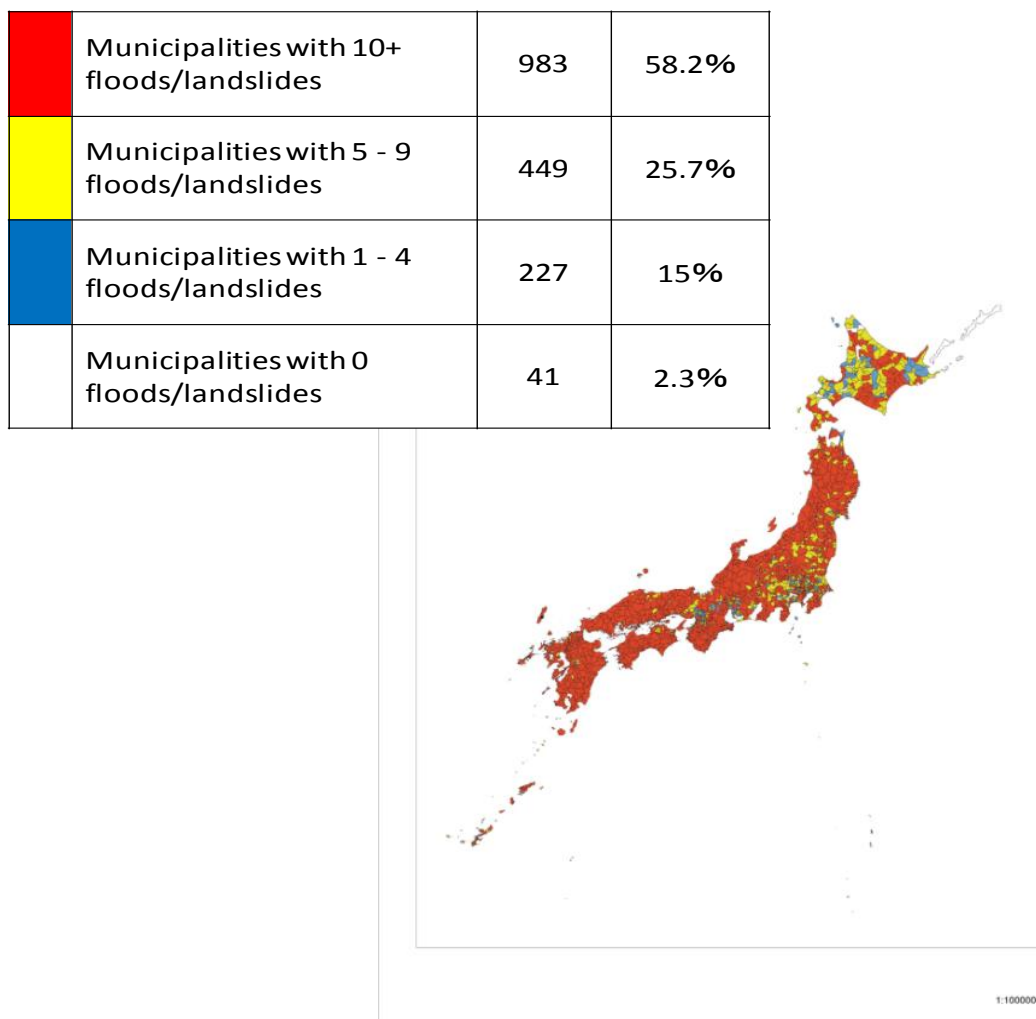 Municipalities with 10+
floods/landslides
983
58.2%
Municipalities with 5 - 9
floods/landslides
449
25.7%
Municipalities with 1 - 4
floods/landslides
227
15%
Municipalities with 0
floods/landslides
41
2.3%
1:100000